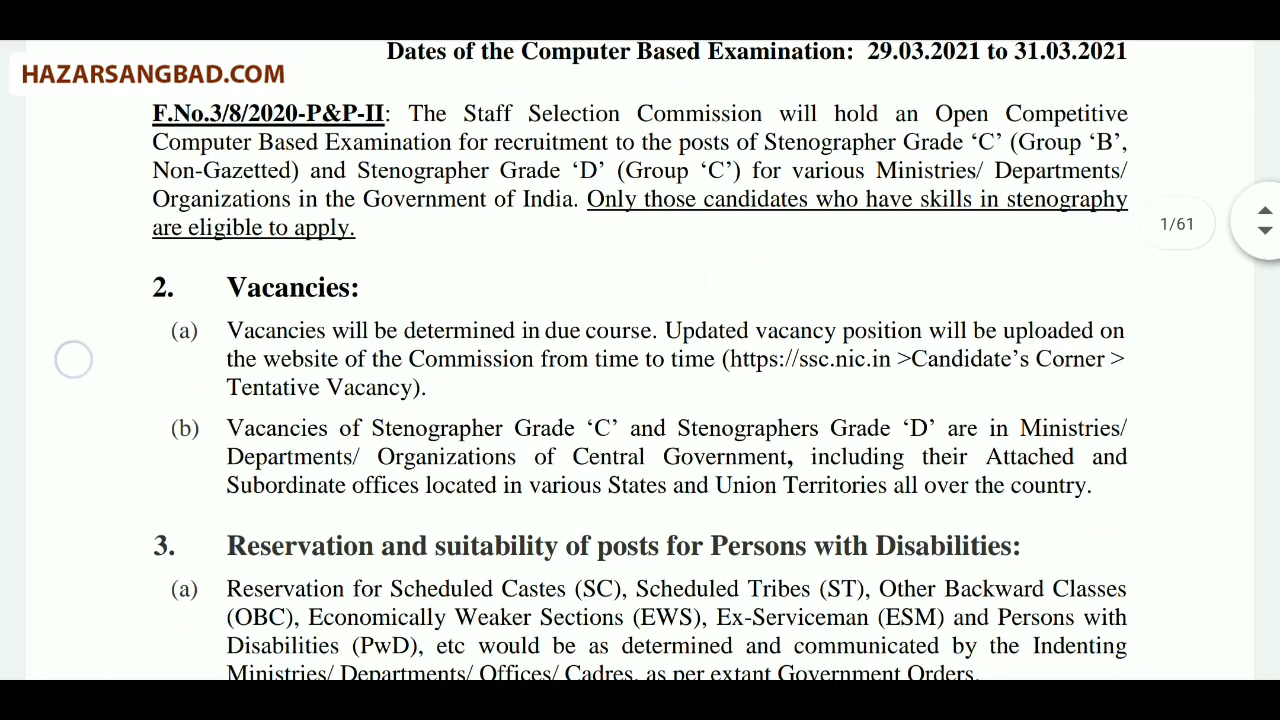 Dates of the Computer Based Examination: 29.03.2021 to 31.03.2021
HAZARSANGBAD.COM
F.No.3/8/2020-P&P-II: The Staff Selection Commission will hold an Open Competitive
Computer Based Examination for recruitment to the posts of Stenographer Grade ‘C’ (Group ‘B’,
Non-Gazetted) and Stenographer Grade ‘D’ (Group ‘C’) for various Ministries/ Departments/
Organizations in the Government of India. Only those candidates who have skills in stenography
are eligible to apply.
1/61
2. Vacancies:
(a) Vacancies will be determined in due course. Updated vacancy position will be uploaded on
the website of the Commission from time to time (https://ssc.nic.in >Candidate’s Corner >
Tentative Vacancy).
(b) Vacancies of Stenographer Grade ‘C’ and Stenographers Grade ‘D’ are in Ministries/
Departments/ Organizations of Central Government, including their Attached and
Subordinate offices located in various States and Union Territories all over the country.
3. Reservation and suitability of posts for Persons with Disabilities:
(a) Reservation for Scheduled Castes (SC), Scheduled Tribes (ST), Other Backward Classes
(OBC), Economically Weaker Sections (EWS), Ex-Serviceman (ESM) and Persons with
Disabilities (PwD), etc would be as determined and communicated by the Indenting
Ministries/ Departments/ Offices/ Cadres, as per extant Government Orders.